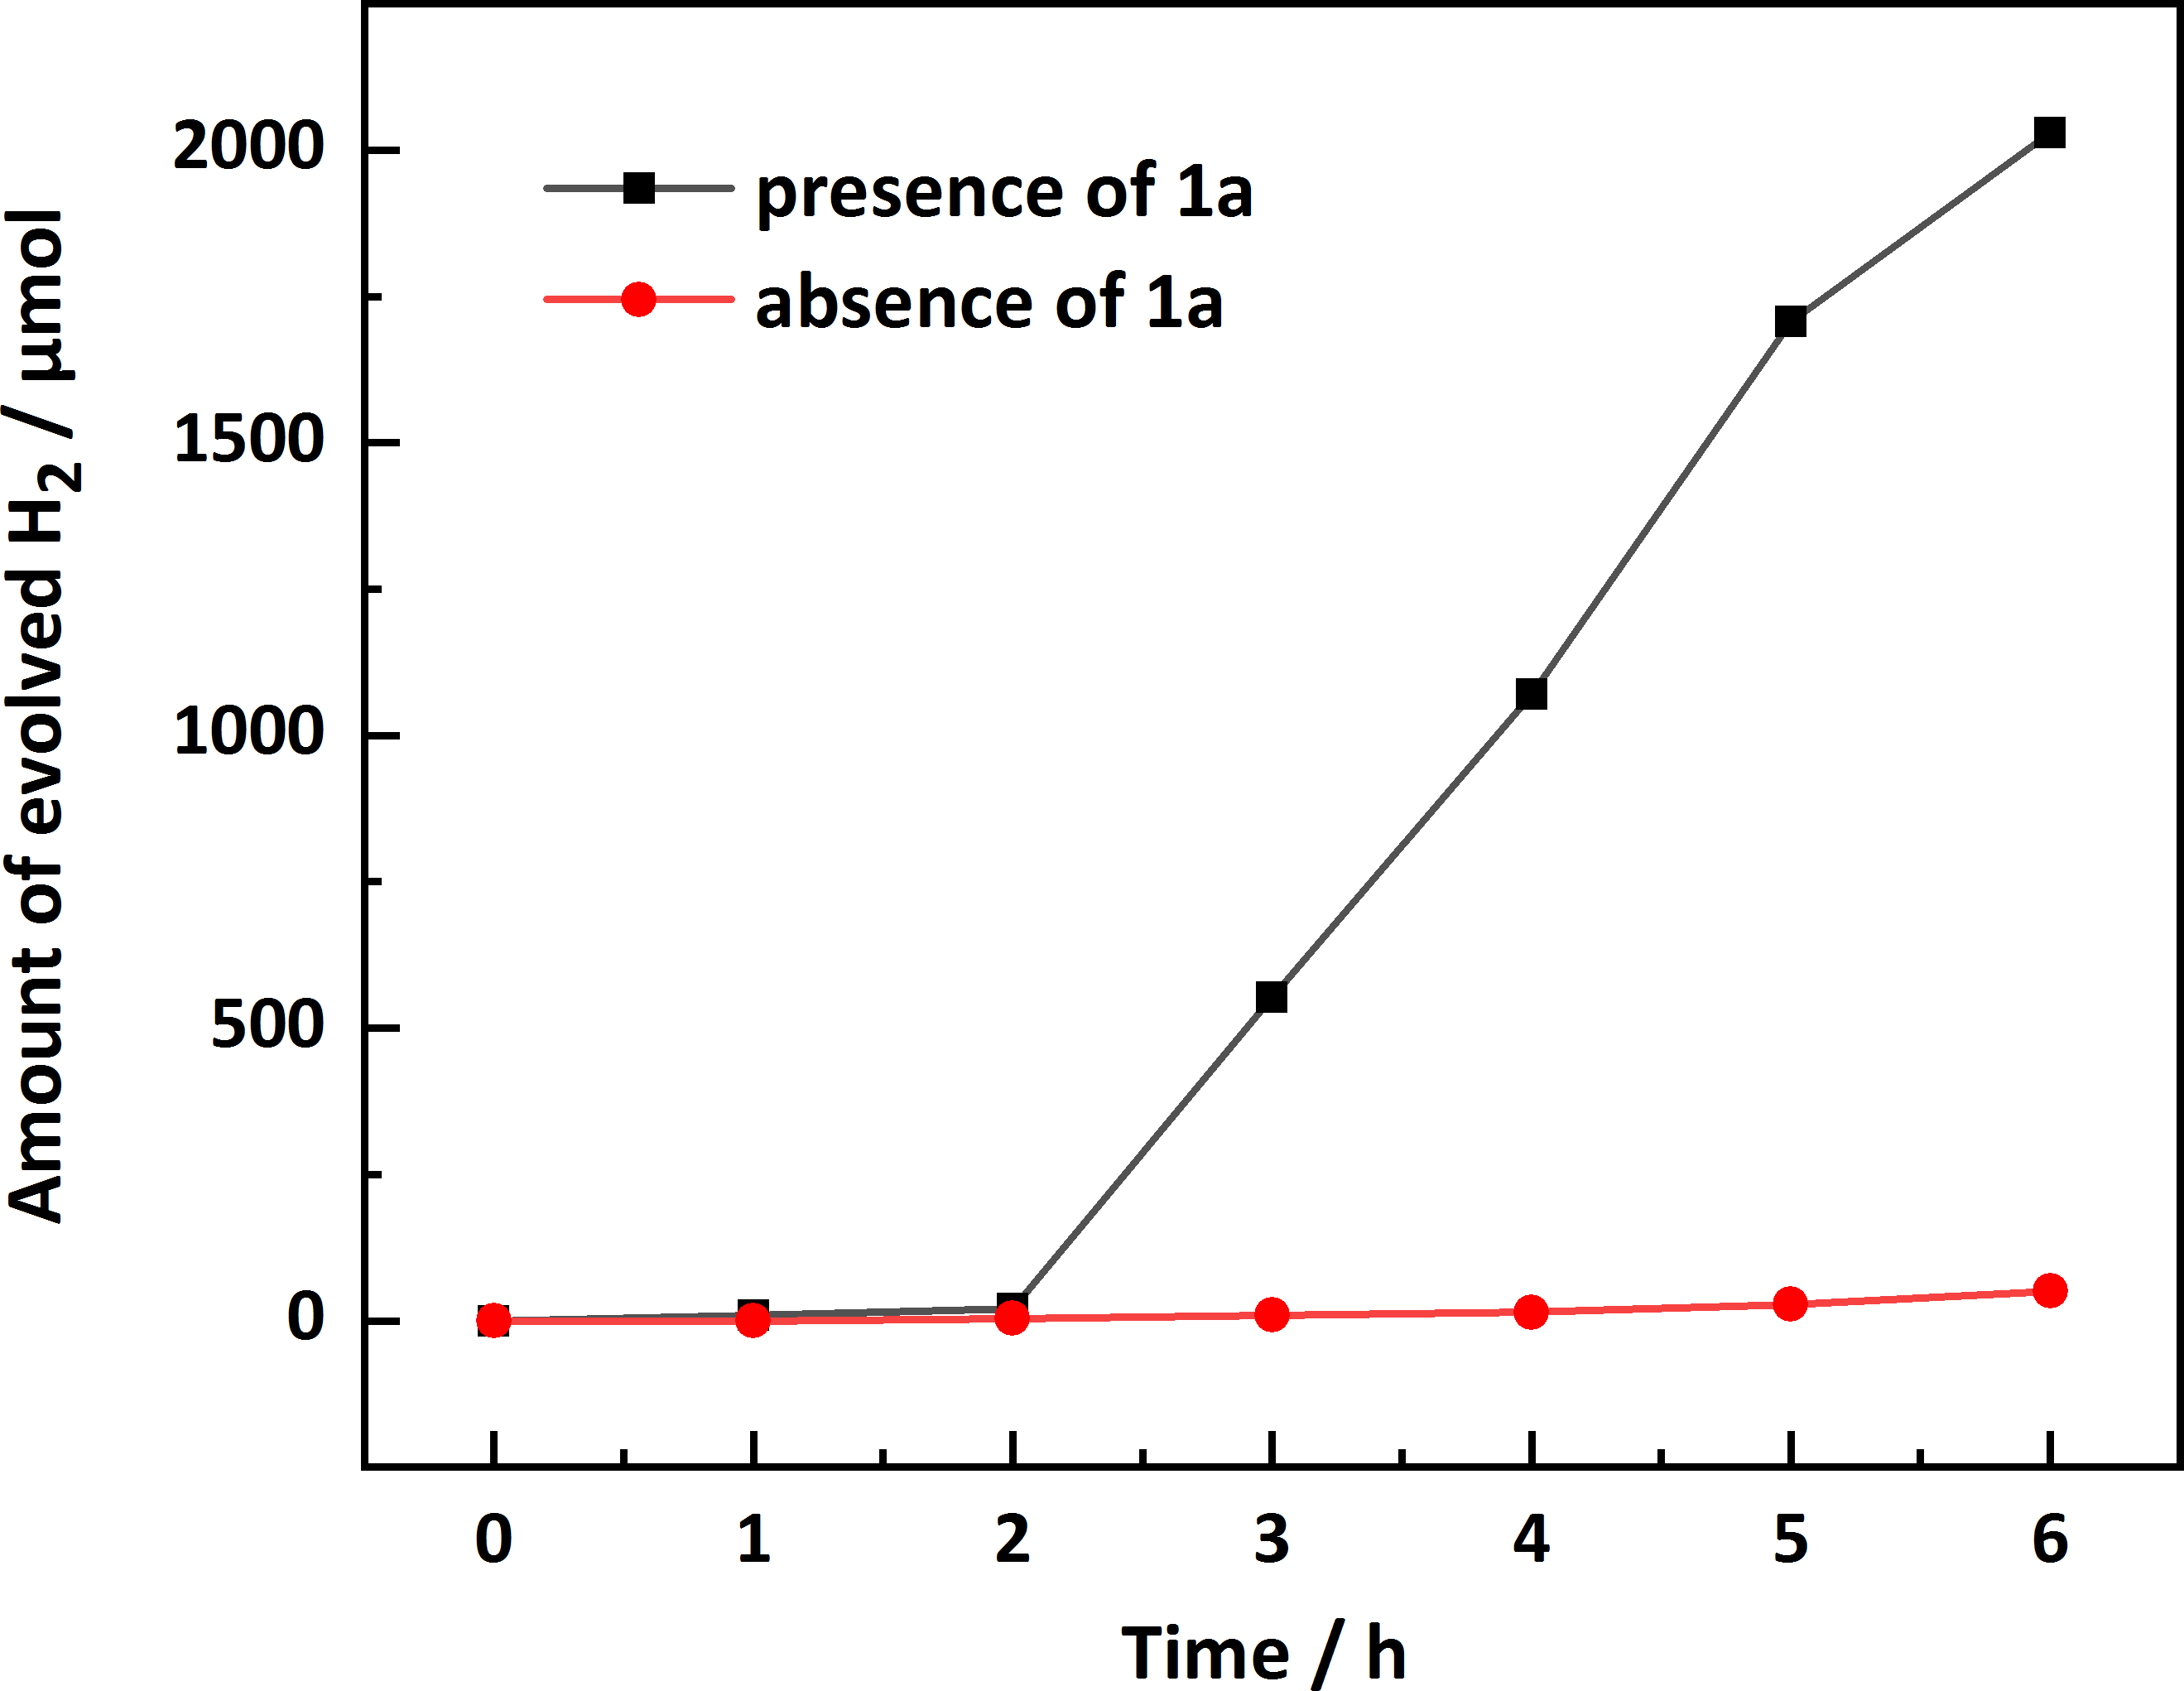 Amount of evolved H₂ / µmol
2000
1500
1000
500
0
presence of 1a
absence of 1a
0 1 2 3 4 5 6
Time / h